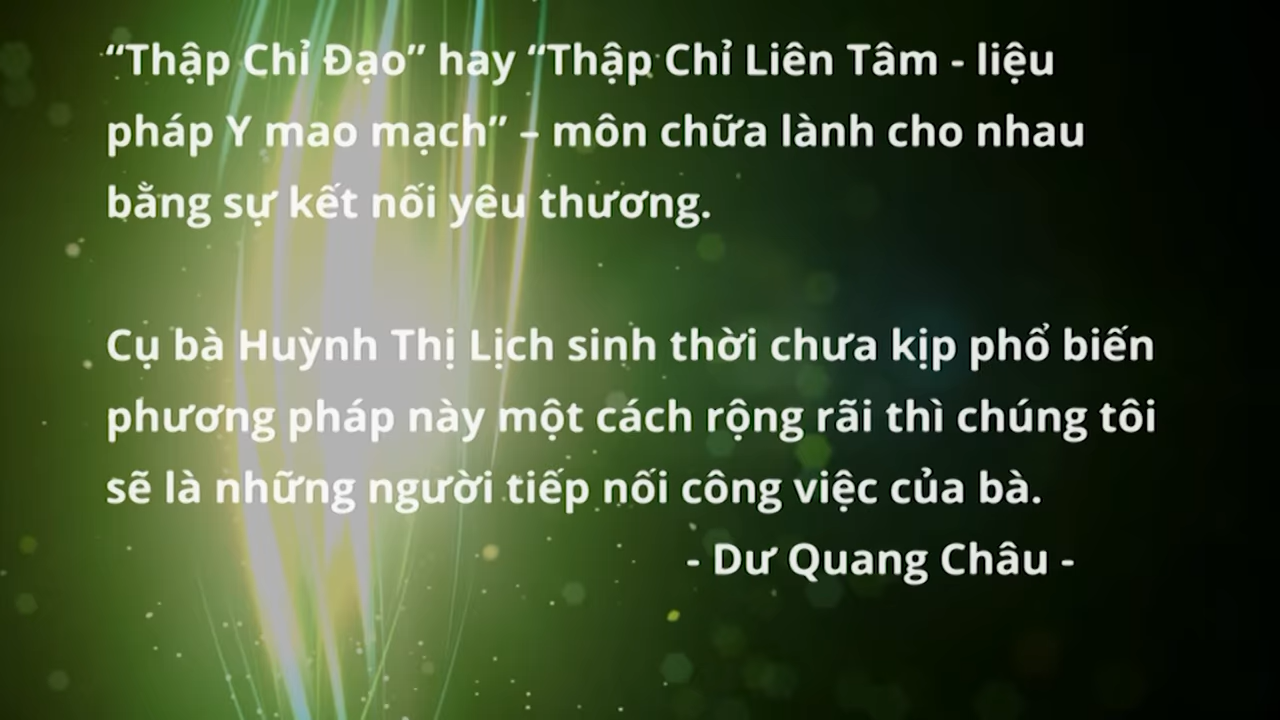 “Thập Chỉ Đạo” hay “Thập Chỉ Liên Tâm - liệu
pháp Y mao mạch” – môn chữa lành cho nhau
bằng sự kết nối yêu thương.
Cụ bà Huỳnh Thị Lịch sinh thời chưa kịp phổ biến
phương pháp này một cách rộng rãi thì chúng tôi
sẽ là những người tiếp nối công việc của bà.
- Dư Quang Châu -